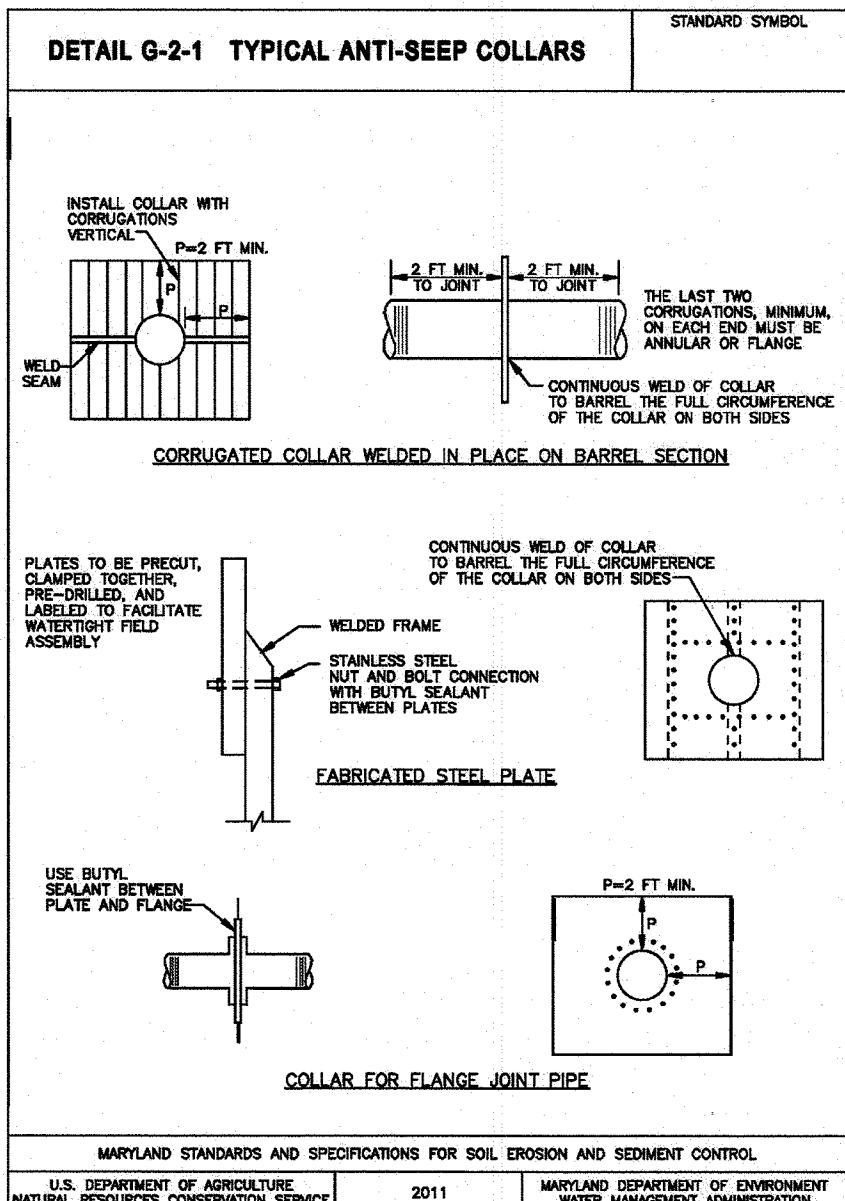 DETAIL G-2-1 TYPICAL ANTI-SEEP COLLARS
STANDARD SYMBOL
INSTALL COLLAR WITH
CORRUGATIONS
VERTICAL
P=2 FT MIN.
P
P
WELD
SEAM
2 FT MIN.
TO JOINT
2 FT MIN.
TO JOINT
THE LAST TWO
CORRUGATIONS, MINIMUM,
ON EACH END MUST BE
ANNULAR OR FLANGE
CONTINUOUS WELD OF COLLAR
TO BARREL THE FULL CIRCUMFERENCE
OF THE COLLAR ON BOTH SIDES
CORRUGATED COLLAR WELDED IN PLACE ON BARREL SECTION
PLATES TO BE PRECUT,
CLAMPED TOGETHER,
PRE-DRILLED, AND
LABELED TO FACILITATE
WATERTIGHT FIELD
ASSEMBLY
WELDED FRAME
STAINLESS STEEL
NUT AND BOLT CONNECTION
WITH BUTYL SEALANT
BETWEEN PLATES
CONTINUOUS WELD OF COLLAR
TO BARREL THE FULL CIRCUMFERENCE
OF THE COLLAR ON BOTH SIDES
FABRICATED STEEL PLATE
USE BUTYL
SEALANT BETWEEN
PLATE AND FLANGE
P=2 FT MIN.
P
P
COLLAR FOR FLANGE JOINT PIPE
MARYLAND STANDARDS AND SPECIFICATIONS FOR SOIL EROSION AND SEDIMENT CONTROL
U.S. DEPARTMENT OF AGRICULTURE
NATURAL RESOURCES CONSERVATION SERVICE
2011
MARYLAND DEPARTMENT OF ENVIRONMENT
WATER MANAGEMENT ADMINISTRATION